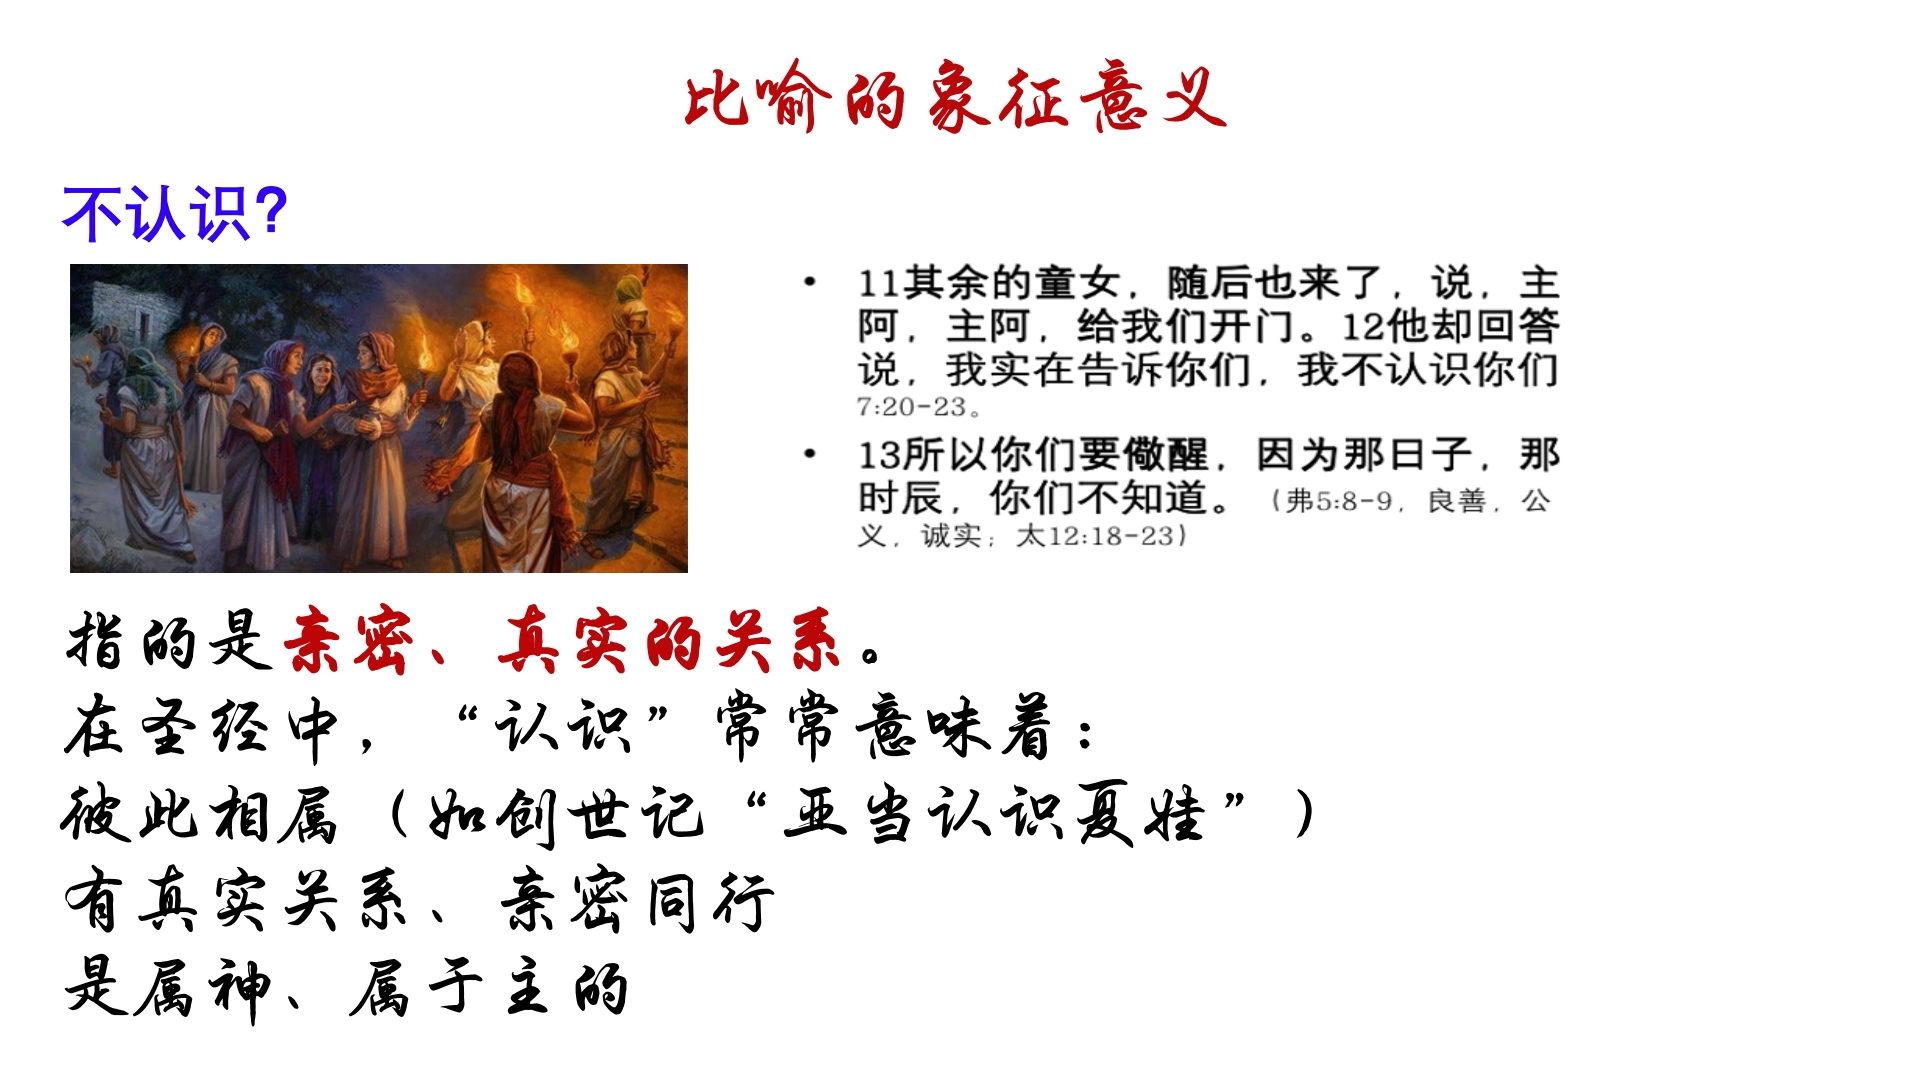 比喻的象征意义
不认识?
• 11其余的童女，随后也来了，说，主
阿，主阿，给我们开门。12他却回答
说，我实在告诉你们，我不认识你们
7:20-23。
• 13所以你们要儆醒，因为那日子，那
时辰，你们不知道。（弗5:8-9，良善，公
义，诚实；太12:18-23）
指的是亲密、真实的关系。
在圣经中，“认识”常常意味着：
彼此相属（如创世记“亚当认识夏娃”）
有真实关系、亲密同行
是属神、属于主的